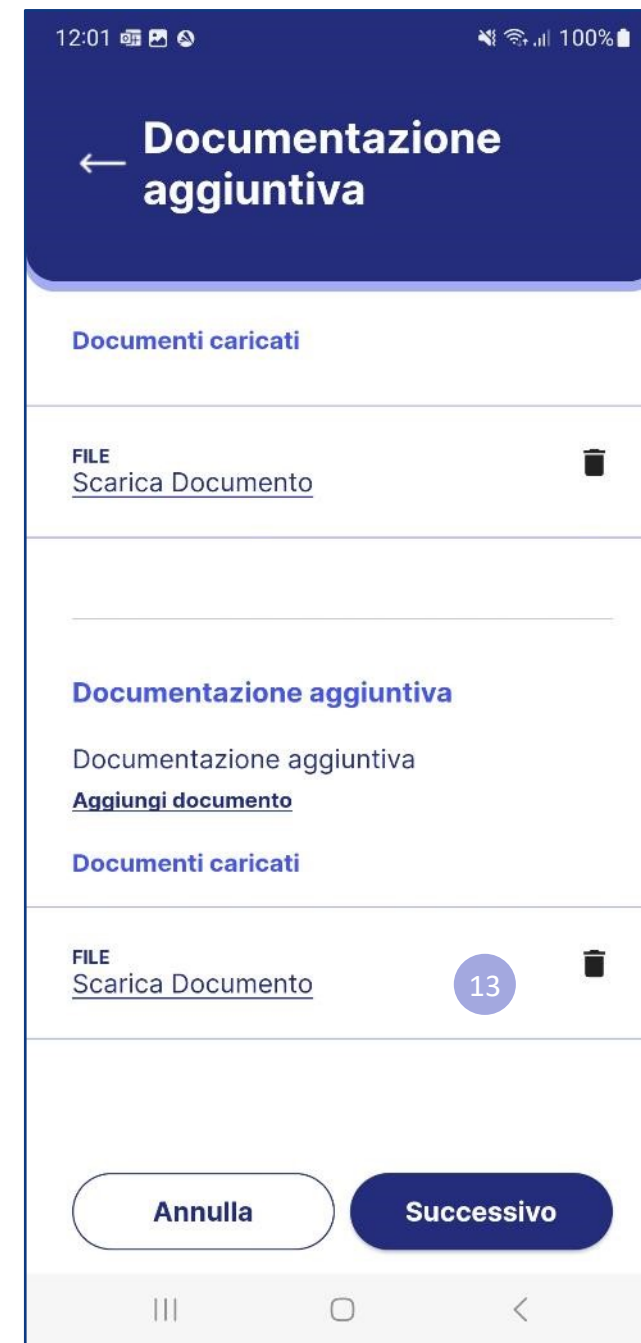 12:01 100%
Documentazione
aggiuntiva
Documenti caricati
FILE
Scarica Documento
Documentazione aggiuntiva
Documentazione aggiuntiva
Aggiungi documento
Documenti caricati
FILE
Scarica Documento
13
Annulla Successivo